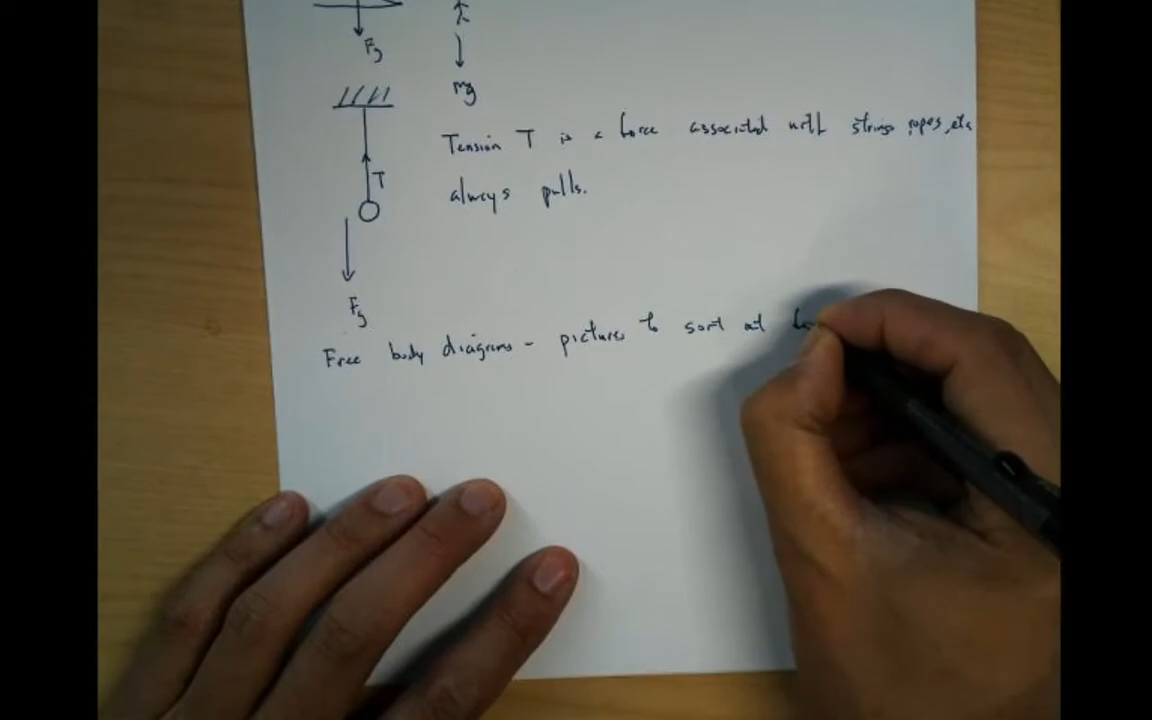 Fg
mg
Tension T is a force associated with strings, ropes, etc
T
always pulls.
Fg
Free body diagrams - pictures to sort out